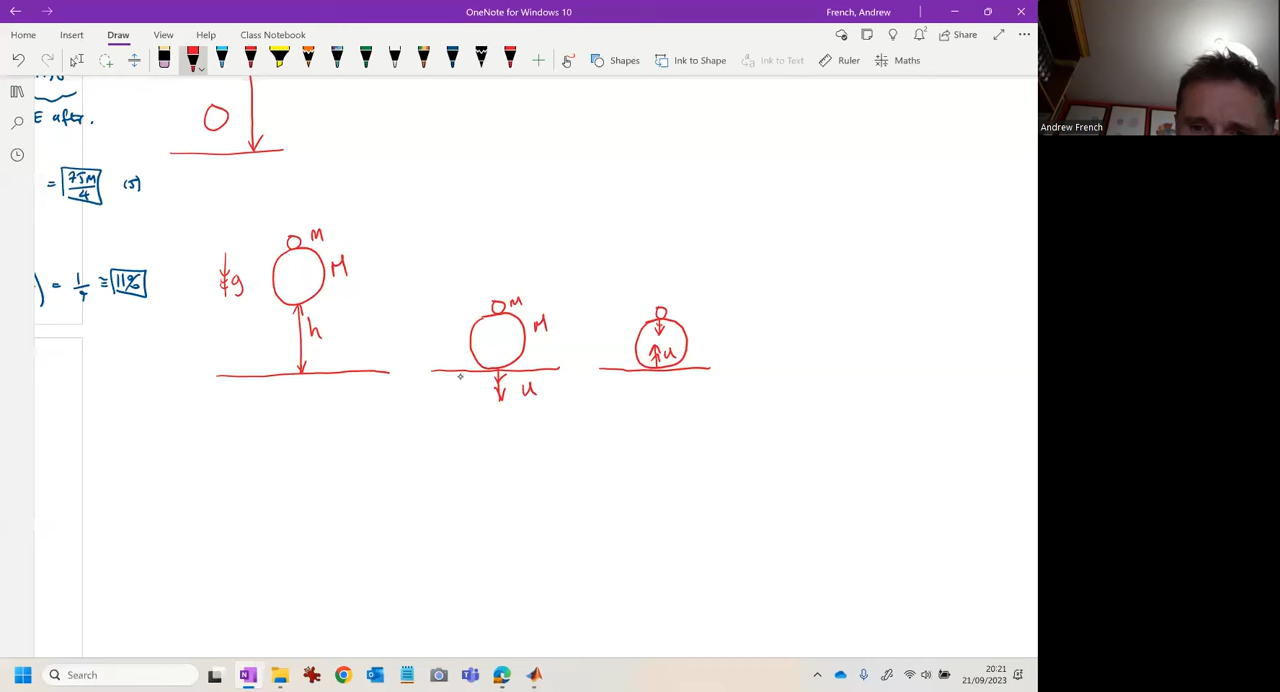 OneNote for Windows 10
French, Andrew
Home
Insert
Draw
View
Help
Class Notebook
Share
Shapes
Ink to Shape
Ink to Text
Ruler
Maths
Andrew French
E after.
= 75M/4 (5)
) = 1/9 ≅ 11%
g
m
M
h
m
M
u
u
Search
20:21
21/09/2023